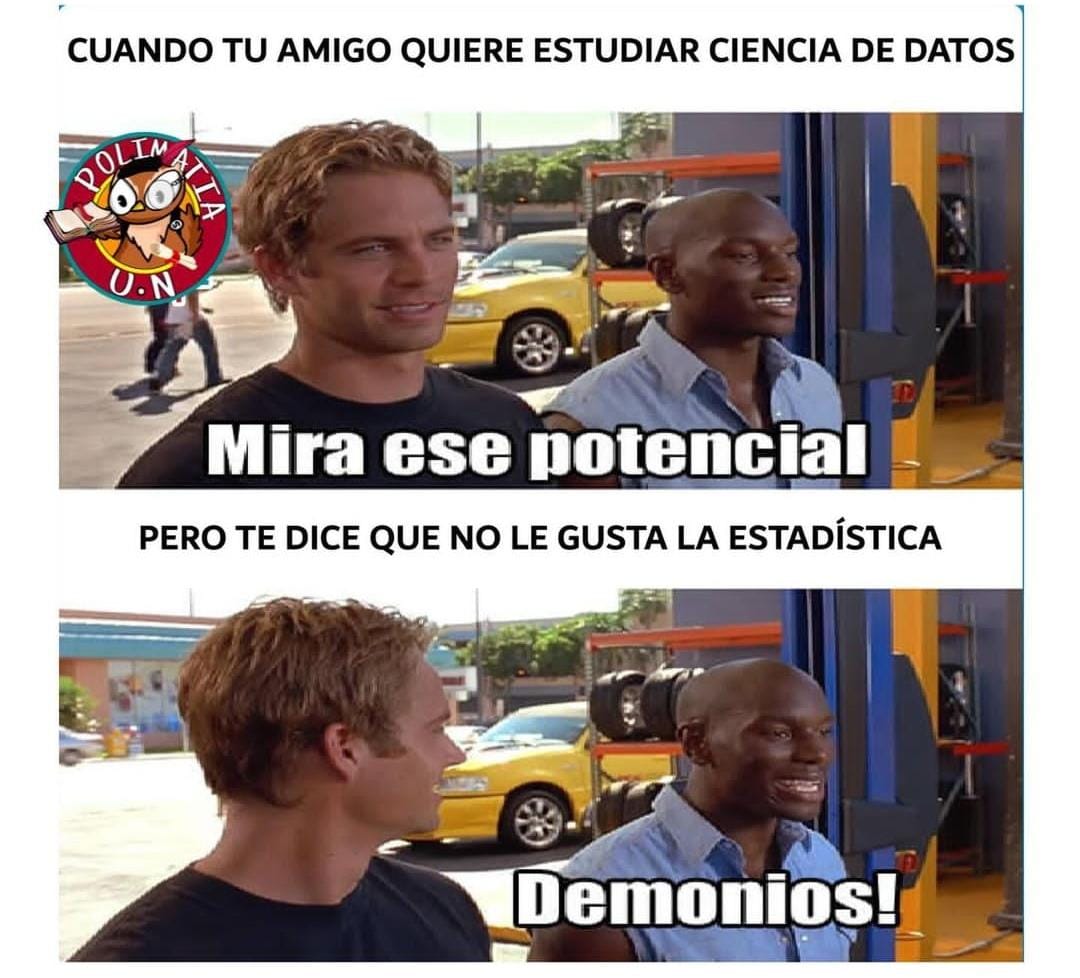 CUANDO TU AMIGO QUIERE ESTUDIAR CIENCIA DE DATOS
POLIMATIA
U.N
Mira ese potencial
PERO TE DICE QUE NO LE GUSTA LA ESTADÍSTICA
Demonios!